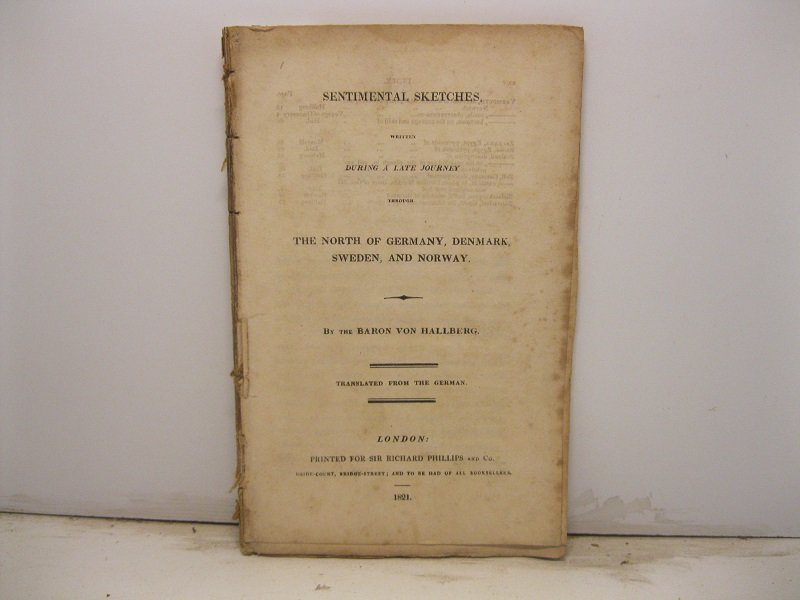 SENTIMENTAL SKETCHES,
WRITTEN
DURING A LATE JOURNEY
THROUGH
THE NORTH OF GERMANY, DENMARK,
SWEDEN, AND NORWAY.
By the BARON VON HALLBERG.
TRANSLATED FROM THE GERMAN.
LONDON:
PRINTED FOR SIR RICHARD PHILLIPS AND Co.
BRIDE-COURT, BRIDGE-STREET; AND TO BE HAD OF ALL BOOKSELLERS.
1821.